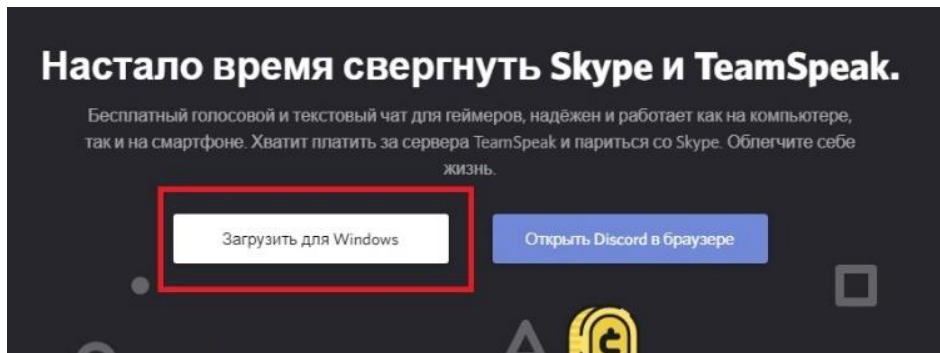 Настало время свергнуть Skype и TeamSpeak.
Бесплатный голосовой и текстовый чат для геймеров, надёжен и работает как на компьютере,
так и на смартфоне. Хватит платить за сервера TeamSpeak и париться со Skype. Облегчите себе
жизнь.
Загрузить для Windows
Открыть Discord в браузере